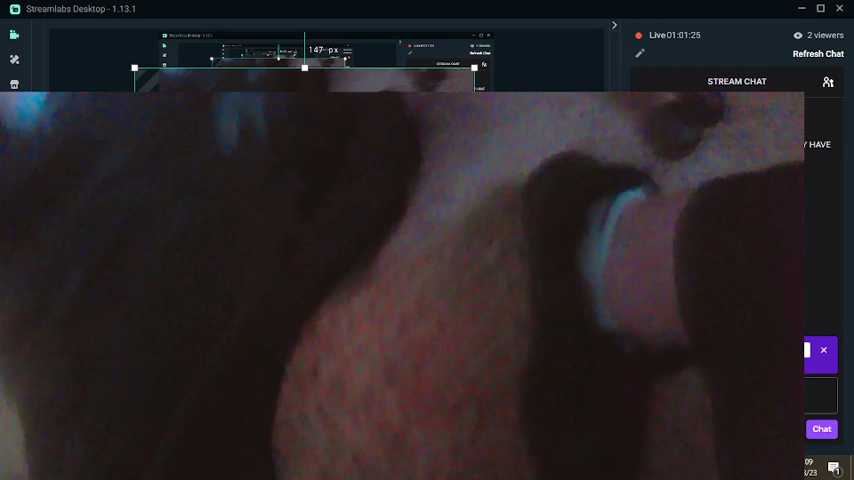 Streamlabs Desktop - 1.13.1
Live 01:01:25
2 viewers
Refresh Chat
147 px
STREAM CHAT
Y HAVE
Chat
09
/23
1